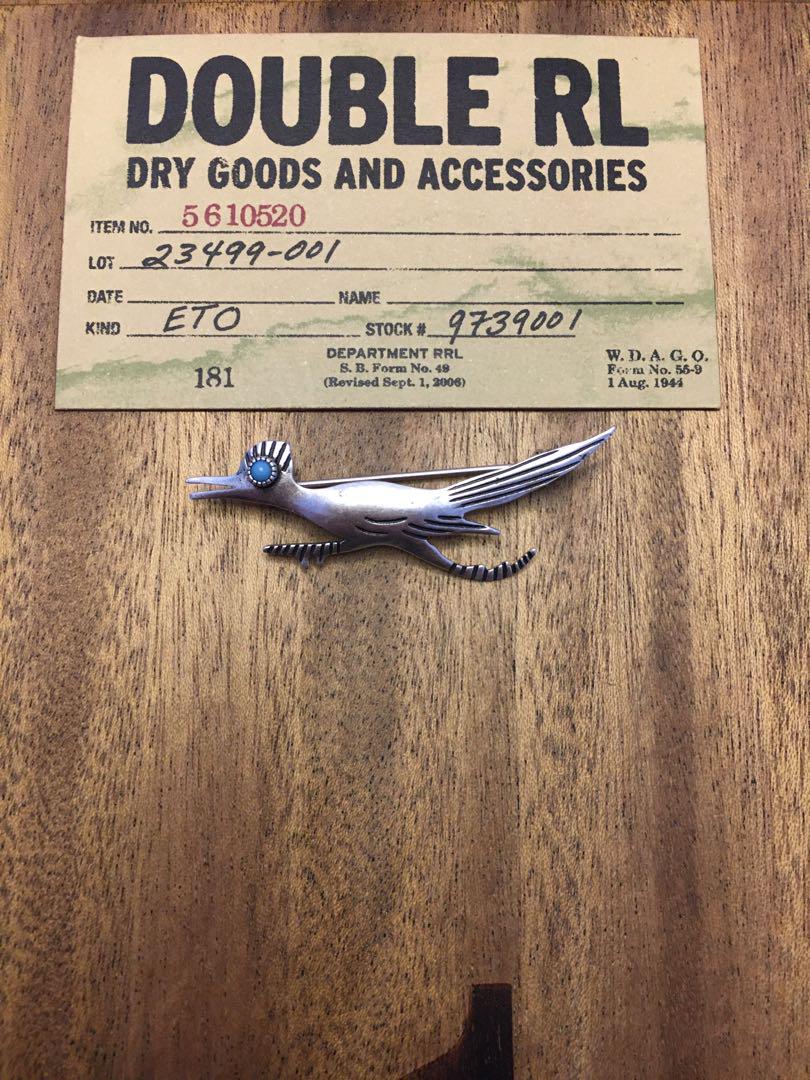 DOUBLE RL
DRY GOODS AND ACCESSORIES
ITEM NO. 5610520
LOT 23499-001
DATE NAME
KIND ETO STOCK # 9739001
181
DEPARTMENT RRL
S. B. Form No. 49
(Revised Sept. 1, 2006)
W. D. A. G. O.
Form No. 55-9
1 Aug. 1944